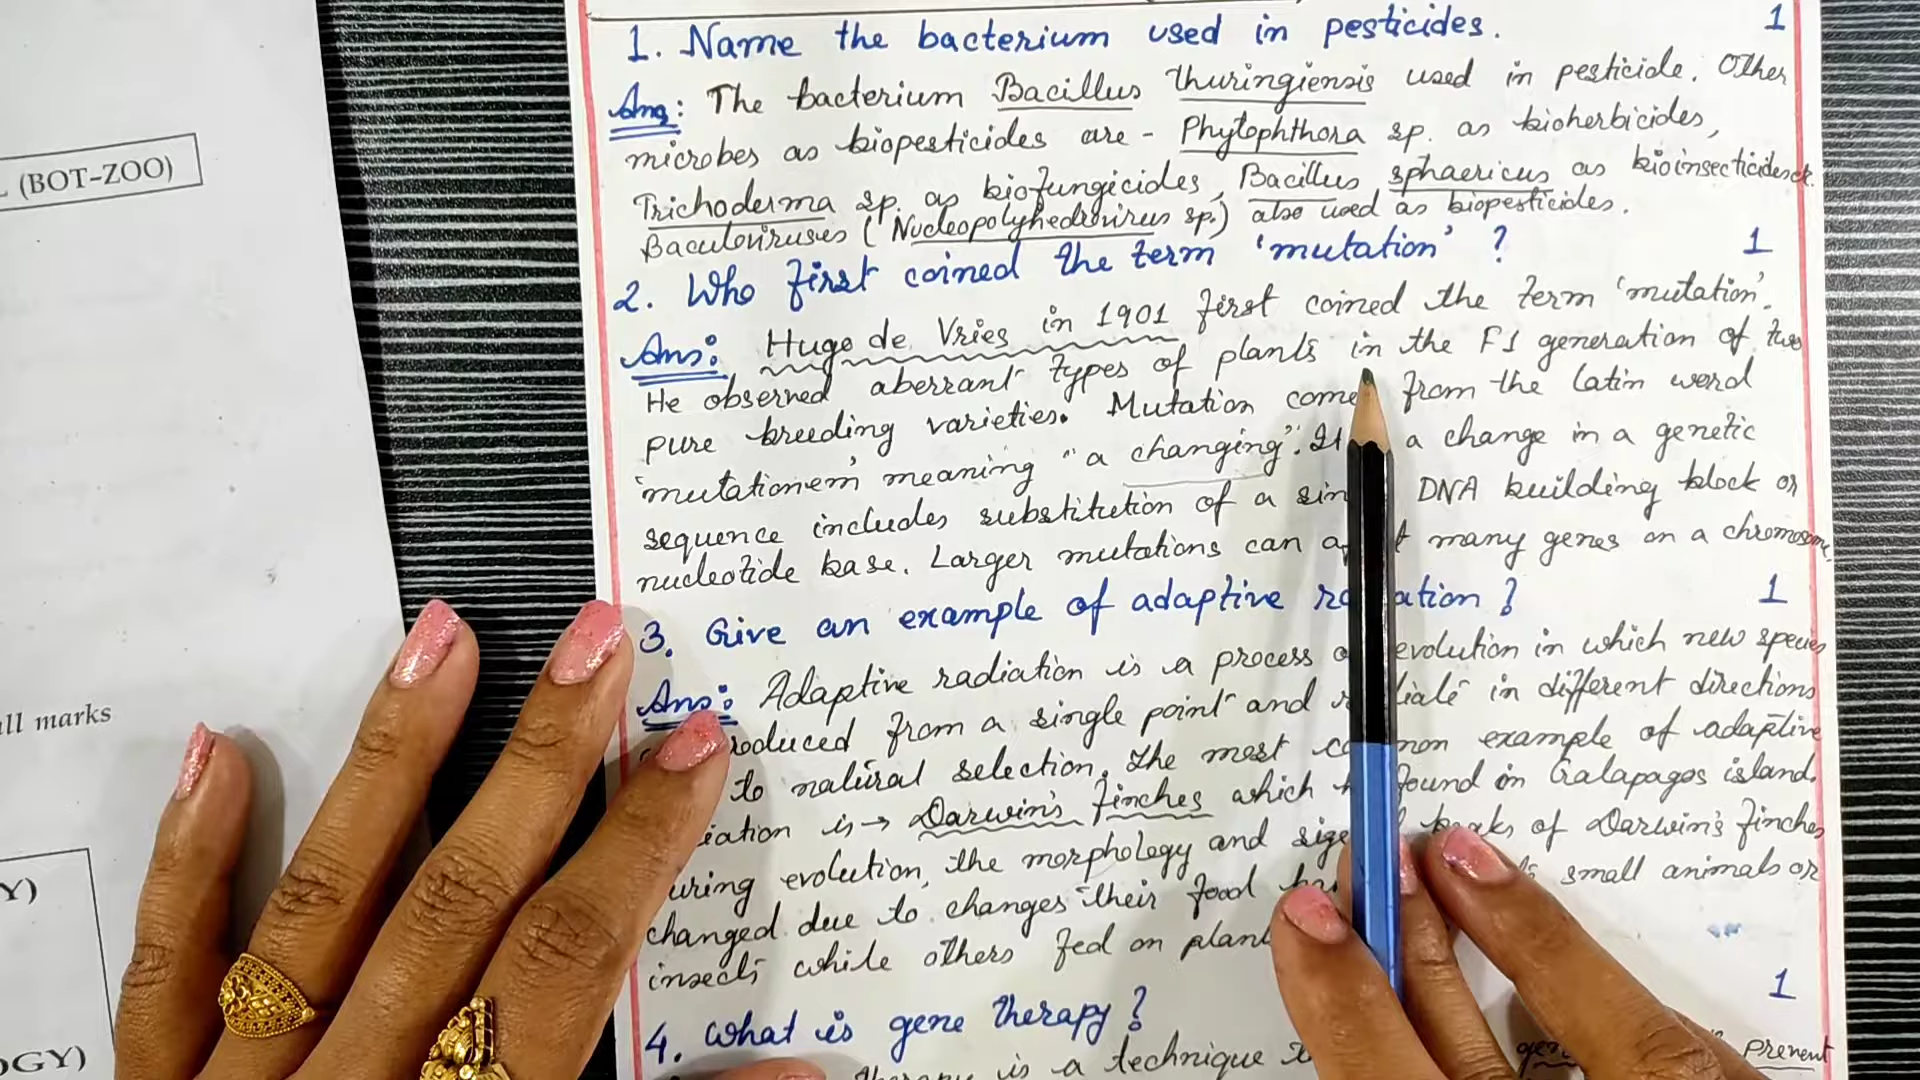 1. Name the bacterium used in pesticides. 1
Ans: The bacterium Bacillus thuringiensis used in pesticide. Other
microbes as biopesticides are - Phytophthora sp. as bioherbicides,
Trichoderma sp. as biofungicides, Bacillus sphaericus as bioinsecticides
Baculoviruses (Nucleopolyhedrovirus sp.) also used as biopesticides.
2. Who first coined the term 'mutation' ? 1
Ans: Hugo de Vries in 1901 first coined the term 'mutation'.
He observed aberrant types of plants in the F1 generation of two
pure breeding varieties. Mutation come from the latin word
'mutationem' meaning "a changing". It a change in a genetic
sequence includes substitution of a sin DNA building block or
nucleotide base. Larger mutations can many genes on a chromosome.
3. Give an example of adaptive ation ? 1
Ans: Adaptive radiation is a process evolution in which new species
roduced from a single point and in different directions
to natural selection. The most example of adaptive
iation is → Darwin's finches which found in Galapagos island.
uring evolution, the morphology and size of Darwin's finches
changed due to changes their food small animals or
insects while others fed on plant
4. What is gene therapy? 1
is a technique prevent
L (BOT-ZOO)
ll marks
Y)
OGY)